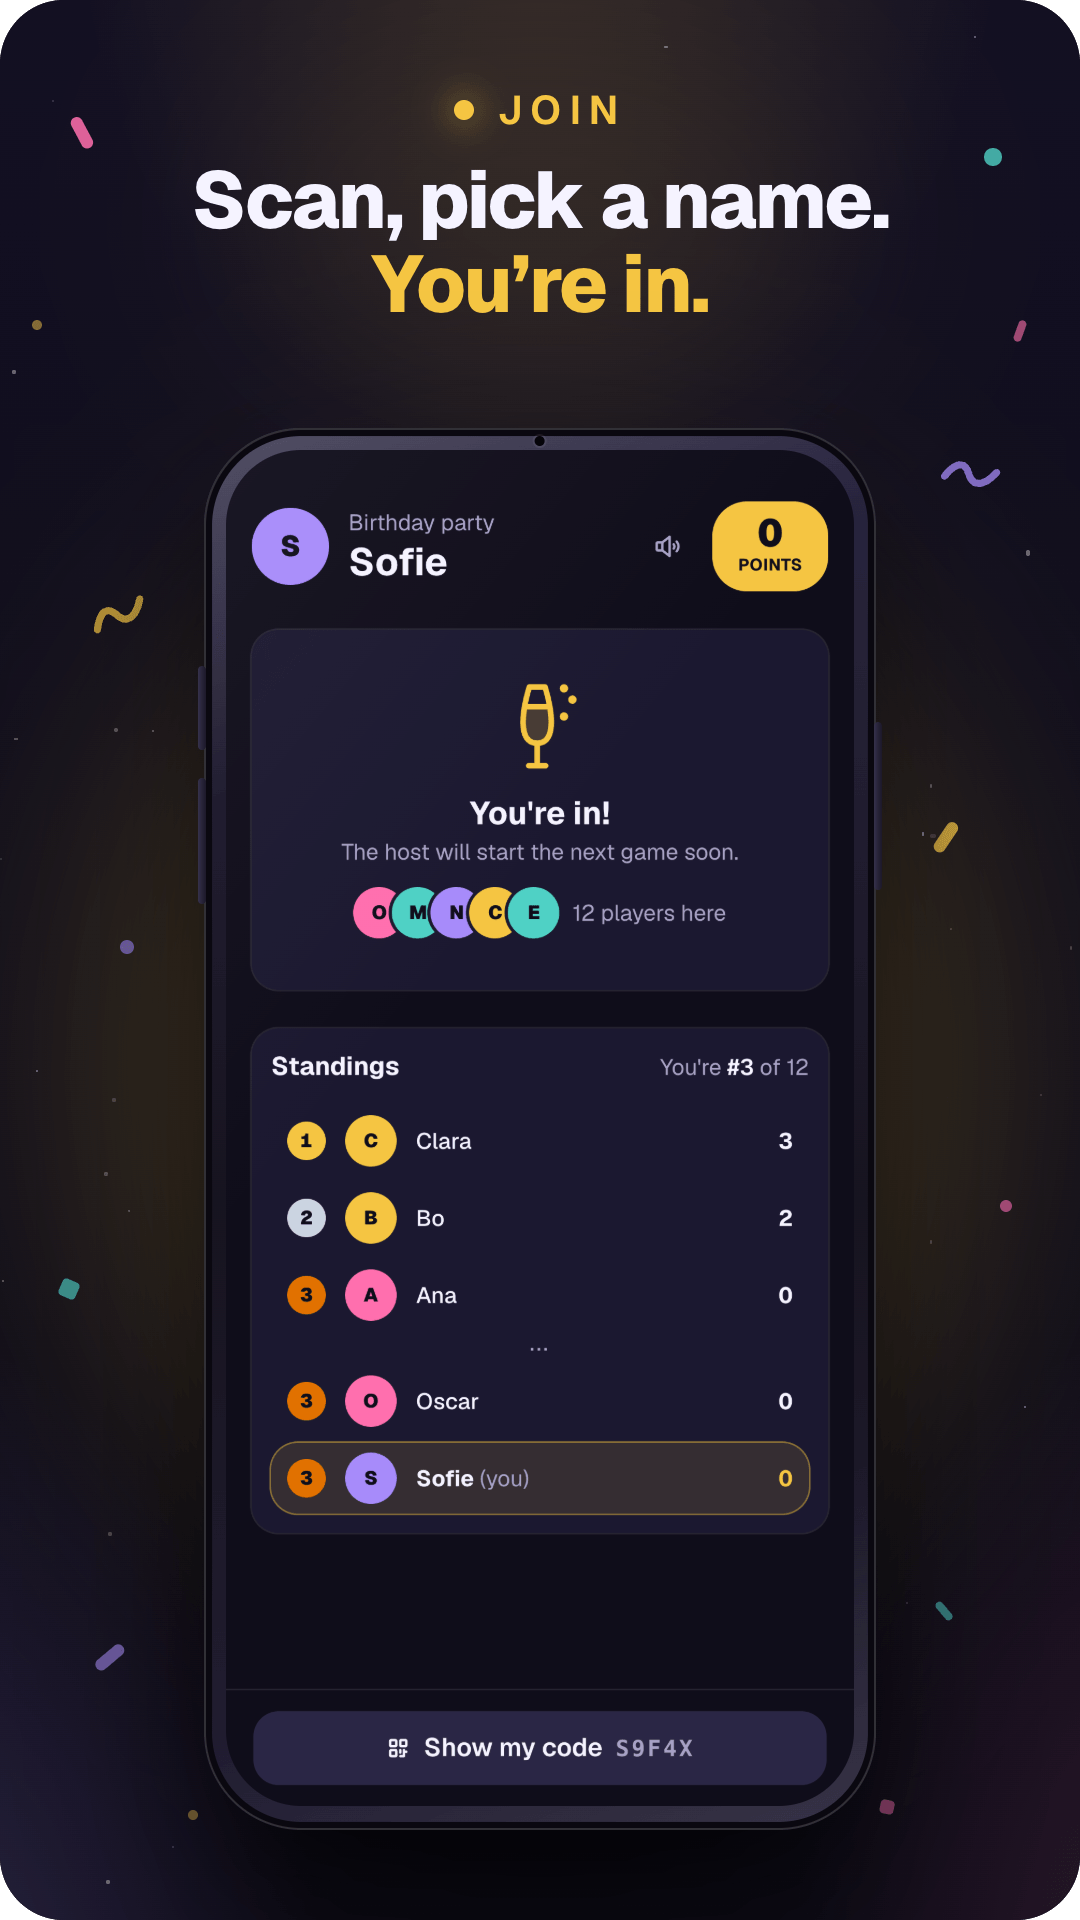 JOIN
Scan, pick a name.
You’re in.
S
Birthday party
Sofie
0
POINTS
You're in!
The host will start the next game soon.
O M N C E 12 players here
Standings You're #3 of 12
1 C Clara 3
2 B Bo 2
3 A Ana 0
...
3 O Oscar 0
3 S Sofie (you) 0
Show my code S9F4X